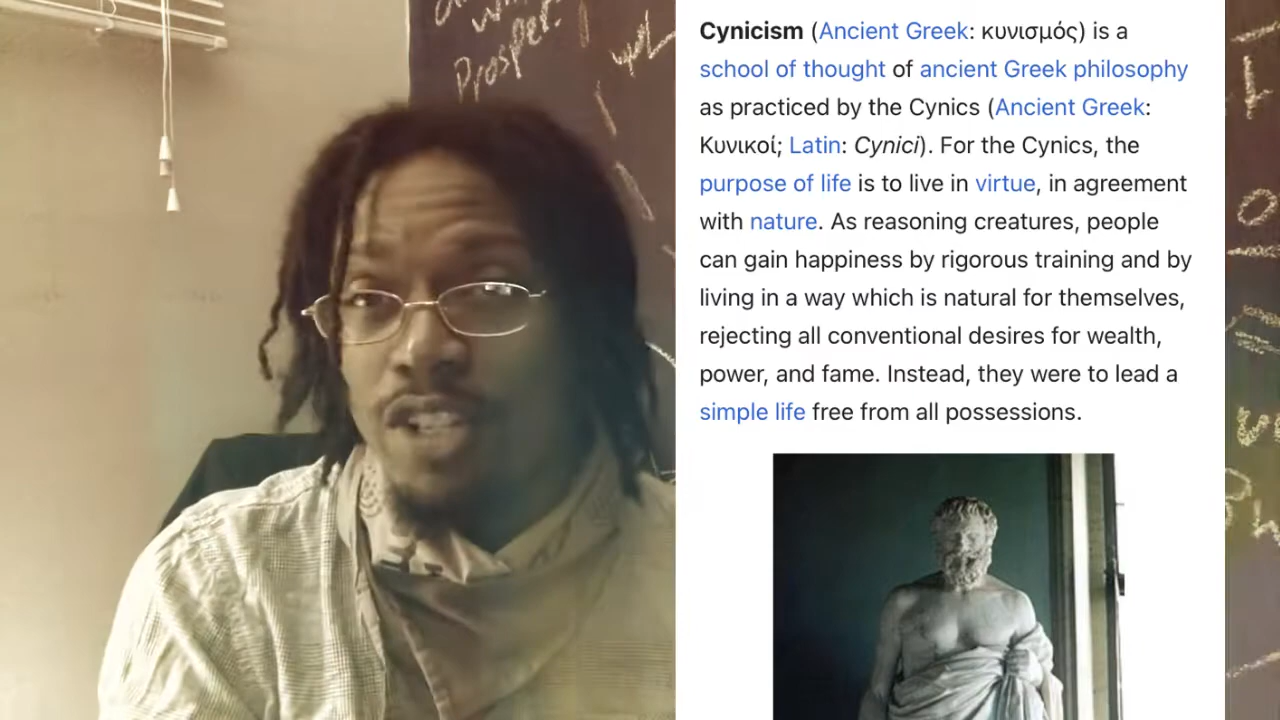 Prosper.
Cynicism (Ancient Greek: κυνισμός) is a
school of thought of ancient Greek philosophy
as practiced by the Cynics (Ancient Greek:
Κυνικοί; Latin: Cynici). For the Cynics, the
purpose of life is to live in virtue, in agreement
with nature. As reasoning creatures, people
can gain happiness by rigorous training and by
living in a way which is natural for themselves,
rejecting all conventional desires for wealth,
power, and fame. Instead, they were to lead a
simple life free from all possessions.